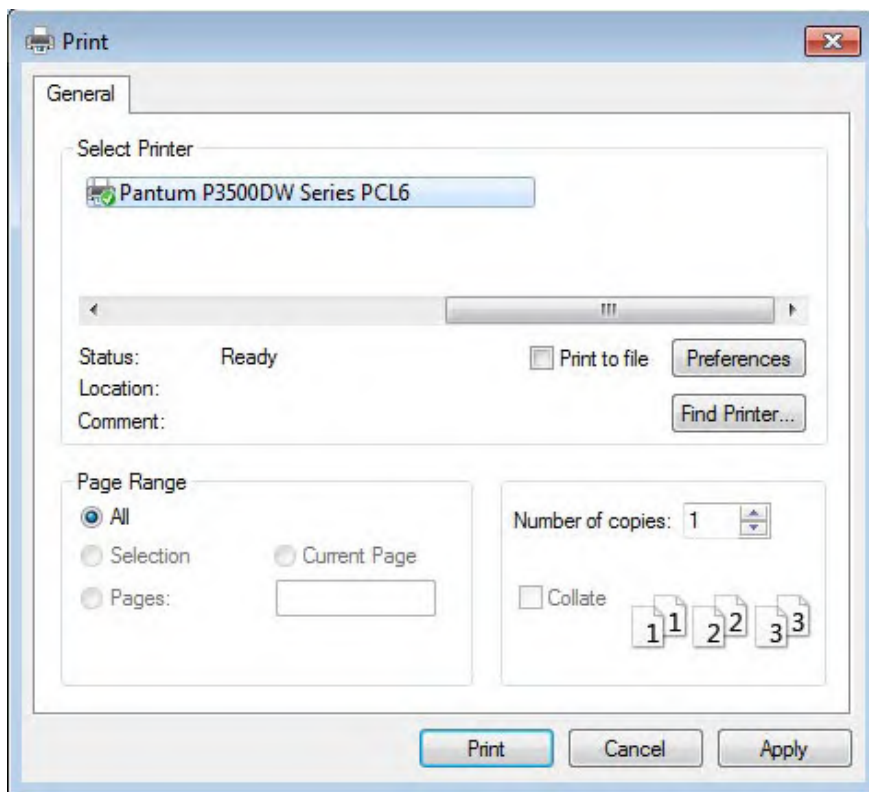 Print
General
Select Printer
Pantum P3500DW Series PCL6
Status: Ready
Print to file
Preferences
Location:
Comment:
Find Printer...
Page Range
All
Selection
Current Page
Pages:
Number of copies: 1
Collate
1 1 2 2 3 3
Print
Cancel
Apply